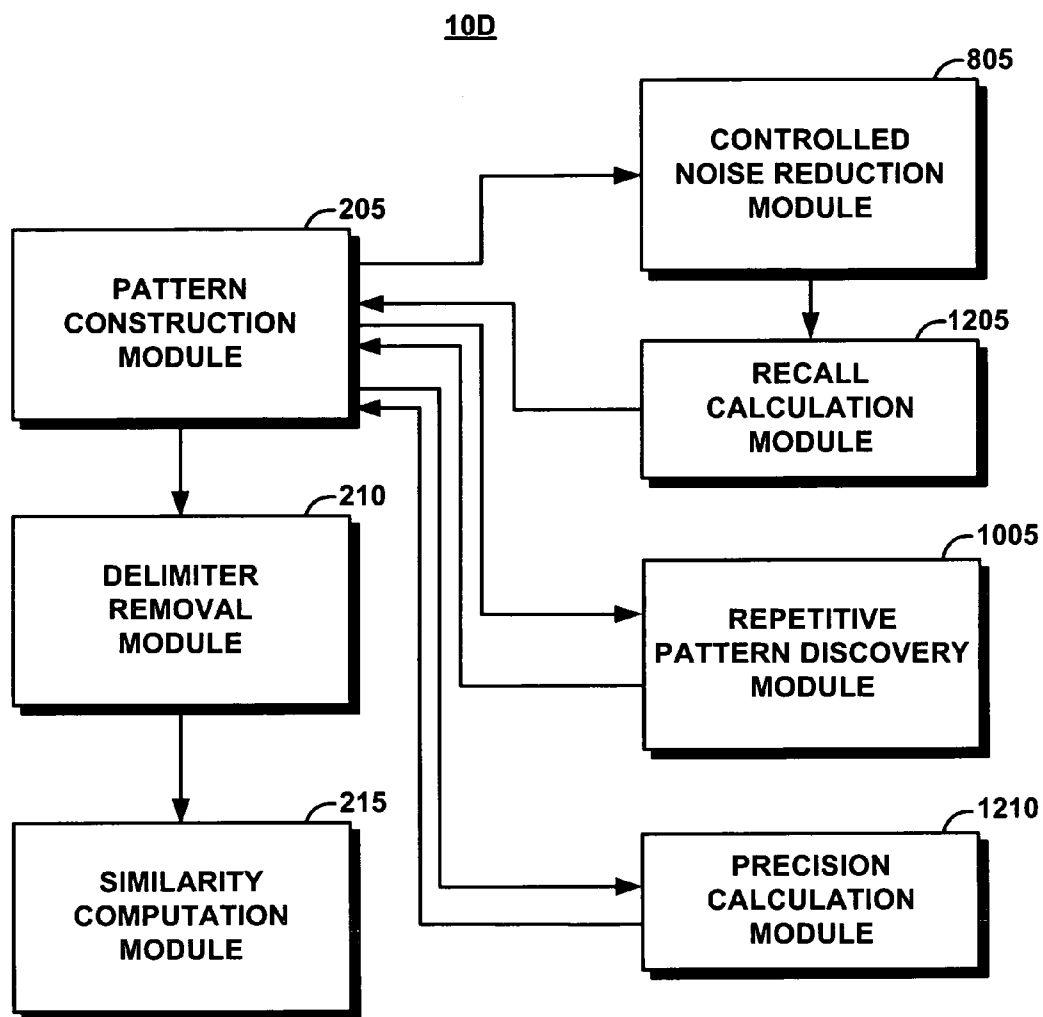 10D
805
CONTROLLED
NOISE REDUCTION
MODULE
205
PATTERN
CONSTRUCTION
MODULE
1205
RECALL
CALCULATION
MODULE
210
DELIMITER
REMOVAL
MODULE
1005
REPETITIVE
PATTERN DISCOVERY
MODULE
215
SIMILARITY
COMPUTATION
MODULE
1210
PRECISION
CALCULATION
MODULE